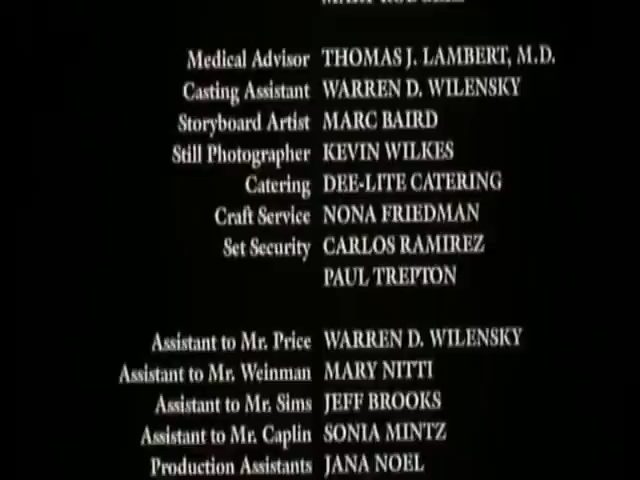 Medical Advisor THOMAS J. LAMBERT, M.D.
Casting Assistant WARREN D. WILENSKY
Storyboard Artist MARC BAIRD
Still Photographer KEVIN WILKES
Catering DEE-LITE CATERING
Craft Service NONA FRIEDMAN
Set Security CARLOS RAMIREZ
PAUL TREPTON
Assistant to Mr. Price WARREN D. WILENSKY
Assistant to Mr. Weinman MARY NITTI
Assistant to Mr. Sims JEFF BROOKS
Assistant to Mr. Caplin SONIA MINTZ
Production Assistants JANA NOEL